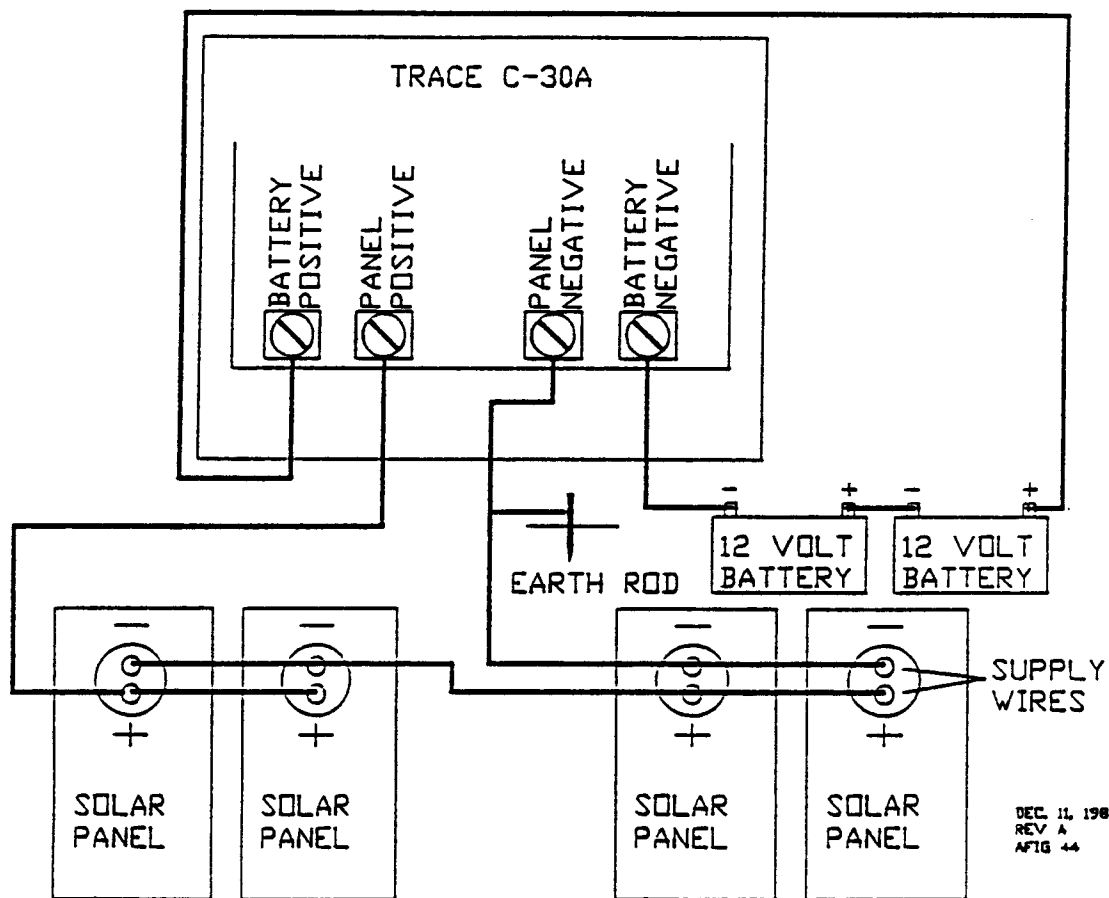 TRACE C-30A
BATTERY
POSITIVE
PANEL
POSITIVE
PANEL
NEGATIVE
BATTERY
NEGATIVE
- + - +
12 VOLT
BATTERY
12 VOLT
BATTERY
EARTH ROD
- - - -
SUPPLY
WIRES
+ + + +
SOLAR
PANEL
SOLAR
PANEL
SOLAR
PANEL
SOLAR
PANEL
DEC. 11, 198
REV A
AFIG 44